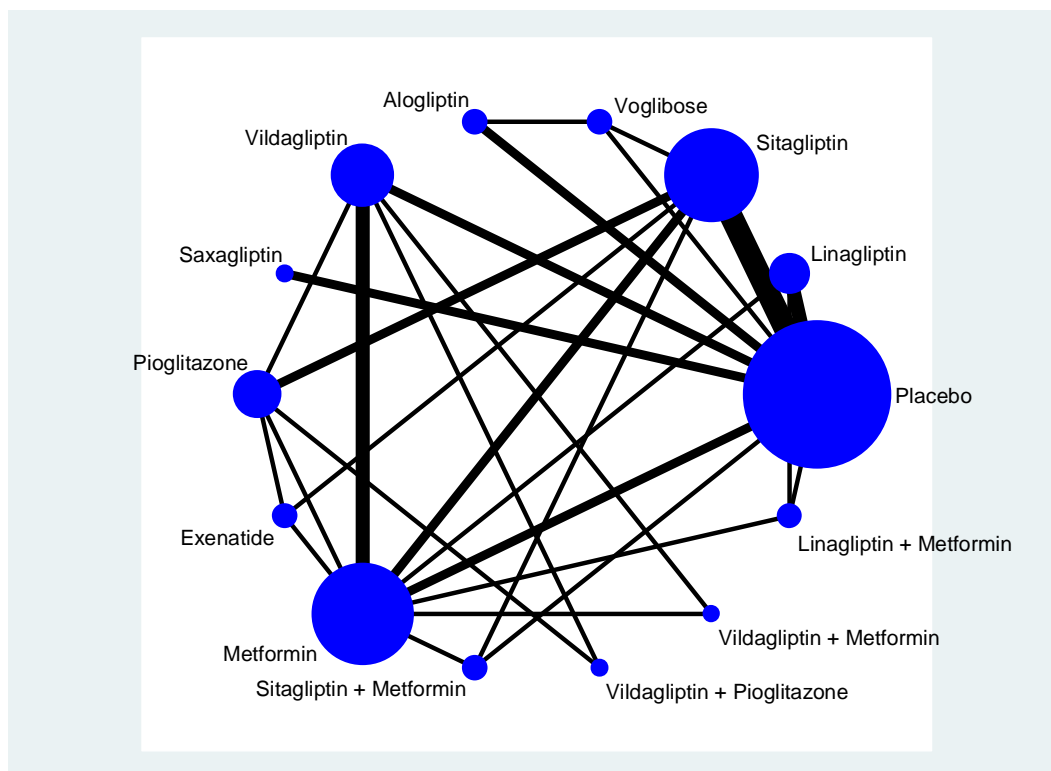 Alogliptin
Voglibose
Vildagliptin
Sitagliptin
Saxagliptin
Linagliptin
Pioglitazone
Placebo
Exenatide
Linagliptin + Metformin
Metformin
Vildagliptin + Metformin
Sitagliptin + Metformin
Vildagliptin + Pioglitazone